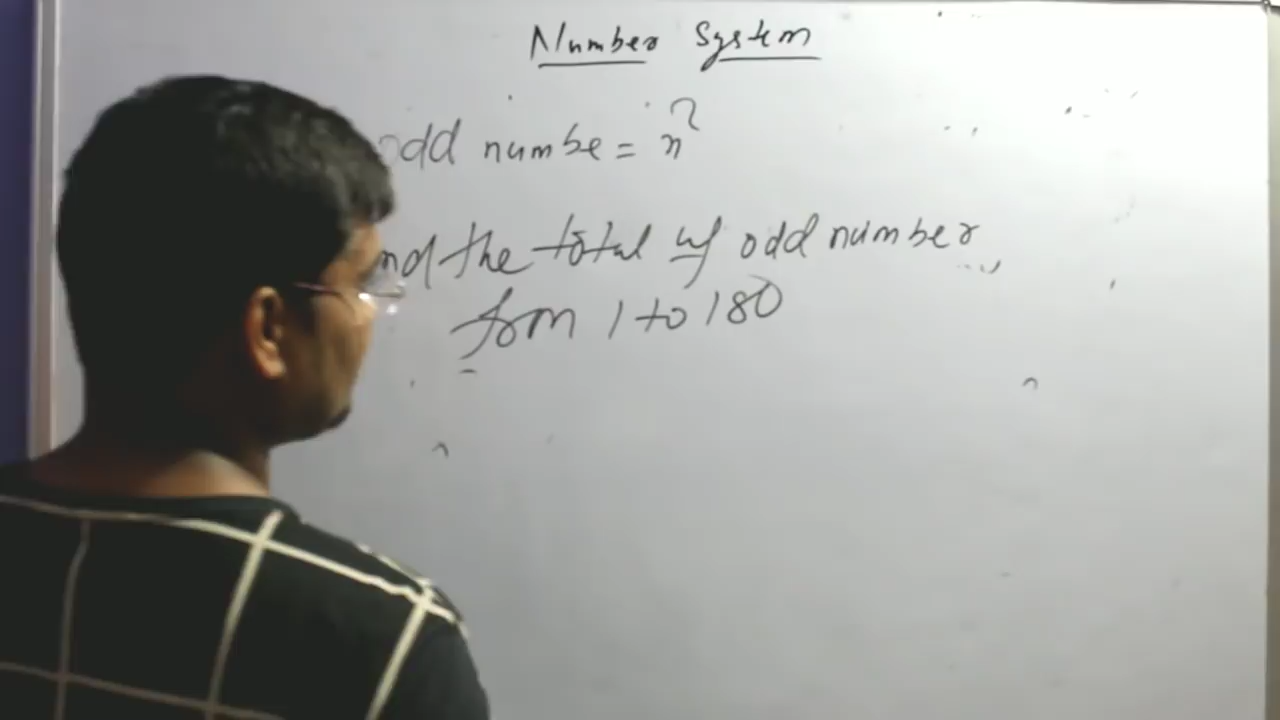 Number System
odd numbe = n²
nd the total of odd number
from 1 to 180